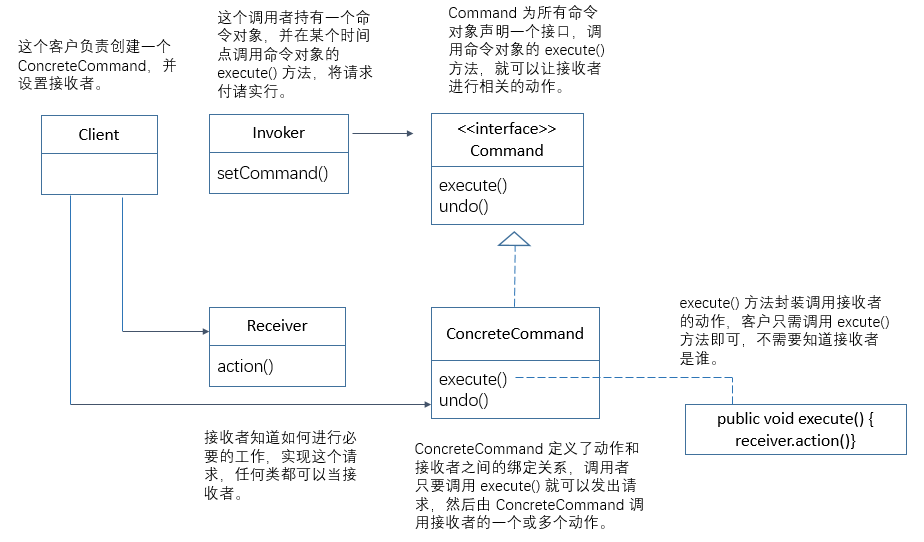 这个客户负责创建一个
ConcreteCommand，并
设置接收者。
这个调用者持有一个命
令对象，并在某个时间
点调用命令对象的
execute() 方法，将请求
付诸实行。
Command 为所有命令
对象声明一个接口，调
用命令对象的 execute()
方法，就可以让接收者
进行相关的动作。
Client
Invoker
setCommand()
<<interface>>
Command
execute()
undo()
Receiver
action()
ConcreteCommand
execute()
undo()
execute() 方法封装调用接收者
的动作，客户只需调用 excute()
方法即可，不需要知道接收者
是谁。
public void execute() {
receiver.action()}
接收者知道如何进行必
要的工作，实现这个请
求，任何类都可以当接
收者。
ConcreteCommand 定义了动作和
接收者之间的绑定关系，调用者
只要调用 execute() 就可以发出请
求，然后由 ConcreteCommand 调
用接收者的一个或多个动作。